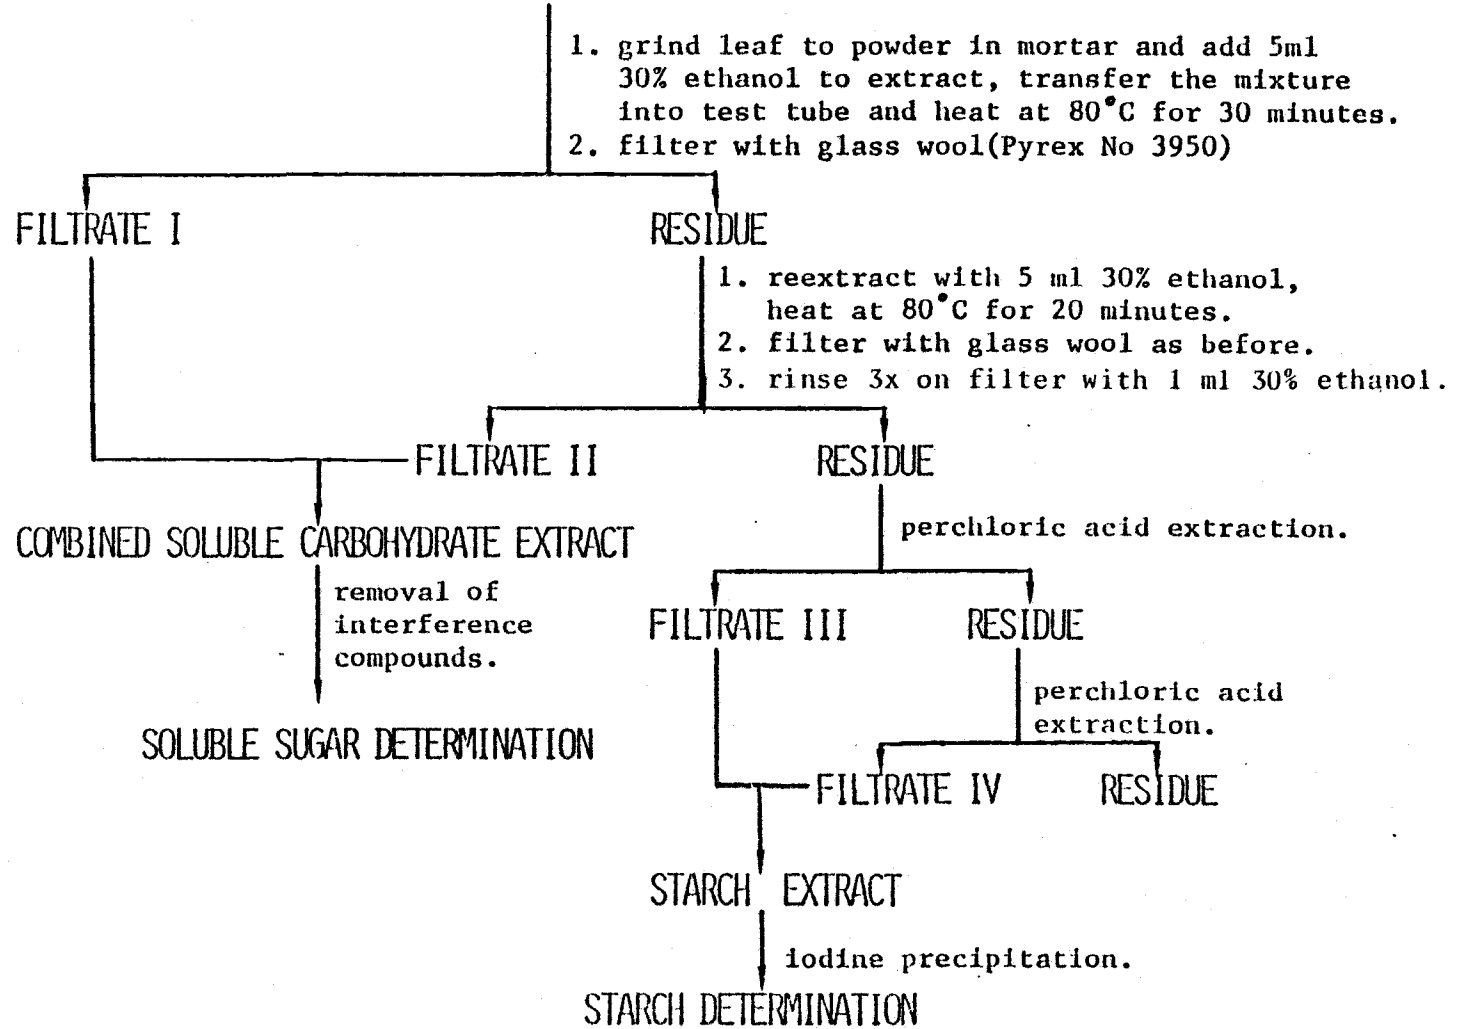 1. grind leaf to powder in mortar and add 5ml
30% ethanol to extract, transfer the mixture
into test tube and heat at 80°C for 30 minutes.
2. filter with glass wool(Pyrex No 3950)
FILTRATE I
RESIDUE
1. reextract with 5 ml 30% ethanol,
heat at 80°C for 20 minutes.
2. filter with glass wool as before.
3. rinse 3x on filter with 1 ml 30% ethanol.
FILTRATE II
RESIDUE
COMBINED SOLUBLE CARBOHYDRATE EXTRACT
perchloric acid extraction.
removal of
interference
compounds.
FILTRATE III
RESIDUE
perchloric acid
extraction.
SOLUBLE SUGAR DETERMINATION
FILTRATE IV
RESIDUE
STARCH EXTRACT
iodine precipitation.
STARCH DETERMINATION